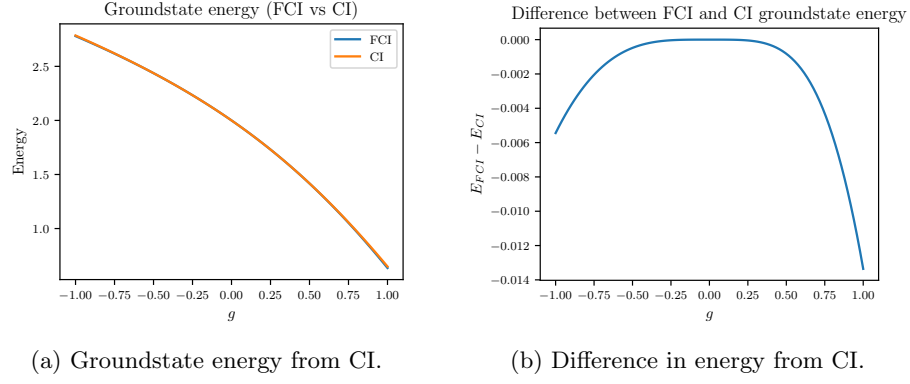 Groundstate energy (FCI vs CI)
FCI
CI
2.5
2.0
1.5
1.0
Energy
−1.00 −0.75 −0.50 −0.25 0.00 0.25 0.50 0.75 1.00
g
(a) Groundstate energy from CI.
Difference between FCI and CI groundstate energy
0.000
−0.002
−0.004
−0.006
−0.008
−0.010
−0.012
−0.014
E_{FCI} − E_{CI}
−1.00 −0.75 −0.50 −0.25 0.00 0.25 0.50 0.75 1.00
g
(b) Difference in energy from CI.